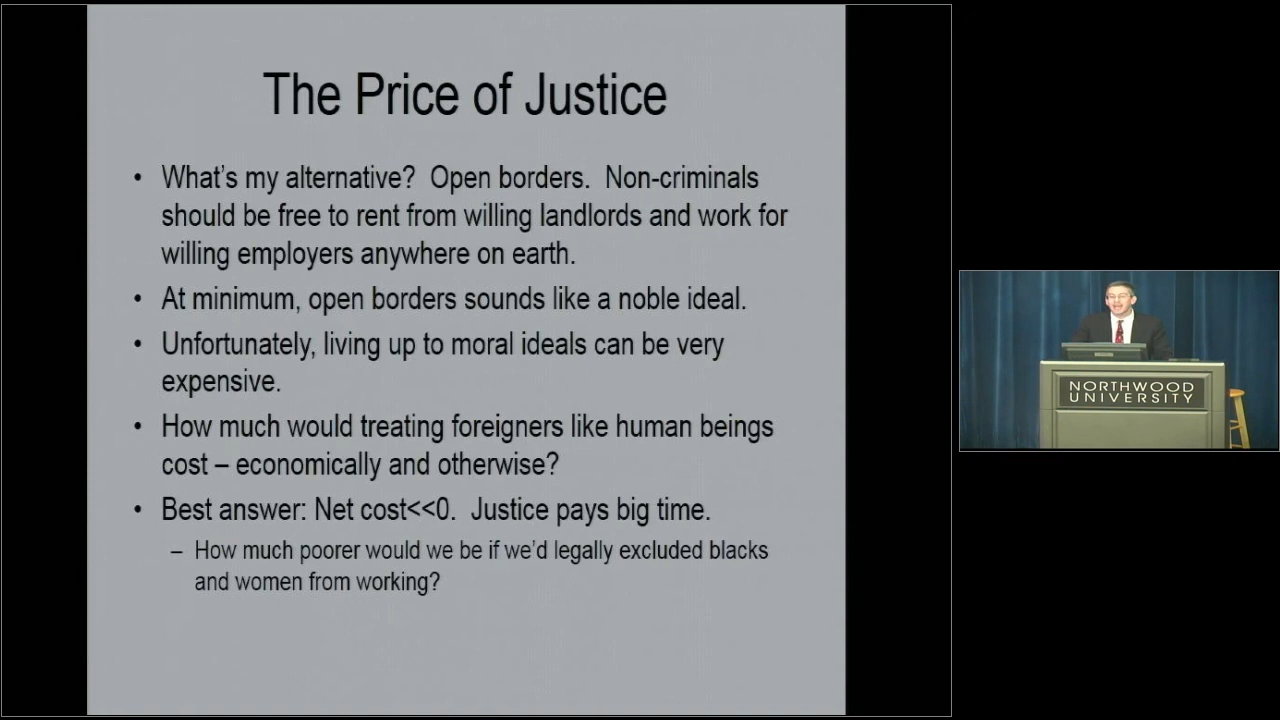 The Price of Justice
• What's my alternative?  Open borders.  Non-criminals
should be free to rent from willing landlords and work for
willing employers anywhere on earth.
• At minimum, open borders sounds like a noble ideal.
• Unfortunately, living up to moral ideals can be very
expensive.
• How much would treating foreigners like human beings
cost – economically and otherwise?
• Best answer: Net cost<<0.  Justice pays big time.
– How much poorer would we be if we'd legally excluded blacks
and women from working?
NORTHWOOD
UNIVERSITY